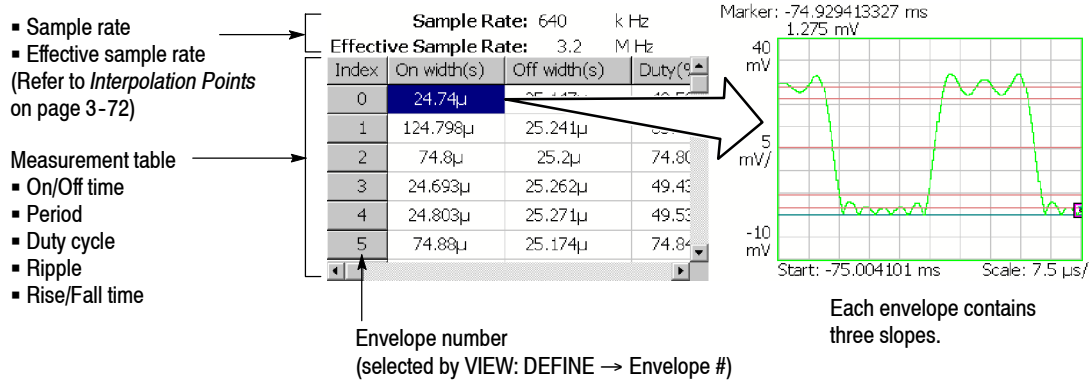 ▪ Sample rate
▪ Effective sample rate
(Refer to Interpolation Points
on page 3-72)
Measurement table
▪ On/Off time
▪ Period
▪ Duty cycle
▪ Ripple
▪ Rise/Fall time
Sample Rate: 640 k Hz
Effective Sample Rate: 3.2 M Hz
Index On width(s) Off width(s) Duty(%
0 24.74µ
1 124.798µ 25.241µ
2 74.8µ 25.2µ 74.80
3 24.693µ 25.262µ 49.43
4 24.803µ 25.271µ 49.53
5 74.88µ 25.174µ 74.84
Envelope number
(selected by VIEW: DEFINE → Envelope #)
Marker: -74.929413327 ms
1.275 mV
40
mV
5
mV/
-10
mV
Start: -75.004101 ms Scale: 7.5 µs/
Each envelope contains
three slopes.